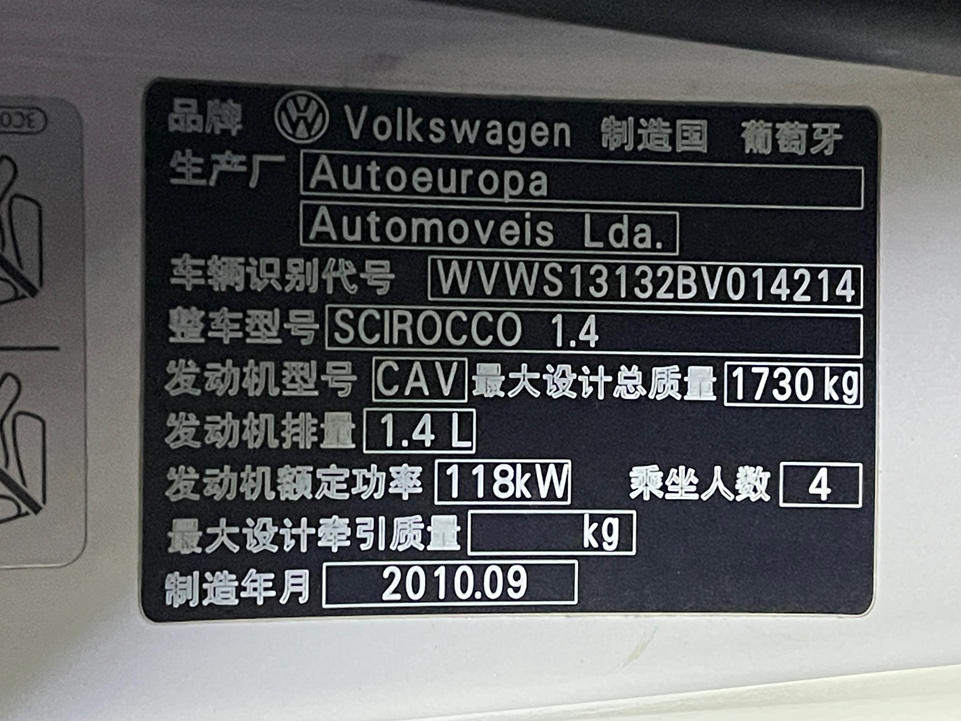 品牌 Volkswagen 制造国 葡萄牙
生产厂 Autoeuropa
Automoveis Lda.
车辆识别代号 WVWS13132BV014214
整车型号 SCIROCCO 1.4
发动机型号 CAV 最大设计总质量 1730 kg
发动机排量 1.4 L
发动机额定功率 118kW 乘坐人数 4
最大设计牵引质量 kg
制造年月 2010.09